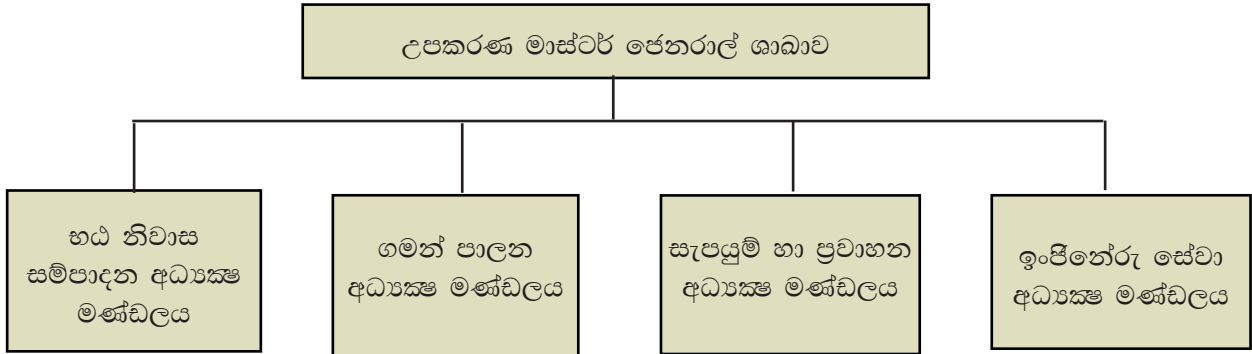 උපකරණ මාස්ටර් ජෙනරාල් ශාඛාව
භඨ නිවාස
සම්පාදන අධ්‍යක්‍ෂ
මණ්ඩලය
ගමන් පාලන
අධ්‍යක්‍ෂ මණ්ඩලය
සැපයුම් හා ප්‍රවාහන
අධ්‍යක්‍ෂ මණ්ඩලය
ඉංජිනේරු සේවා
අධ්‍යක්‍ෂ මණ්ඩලය